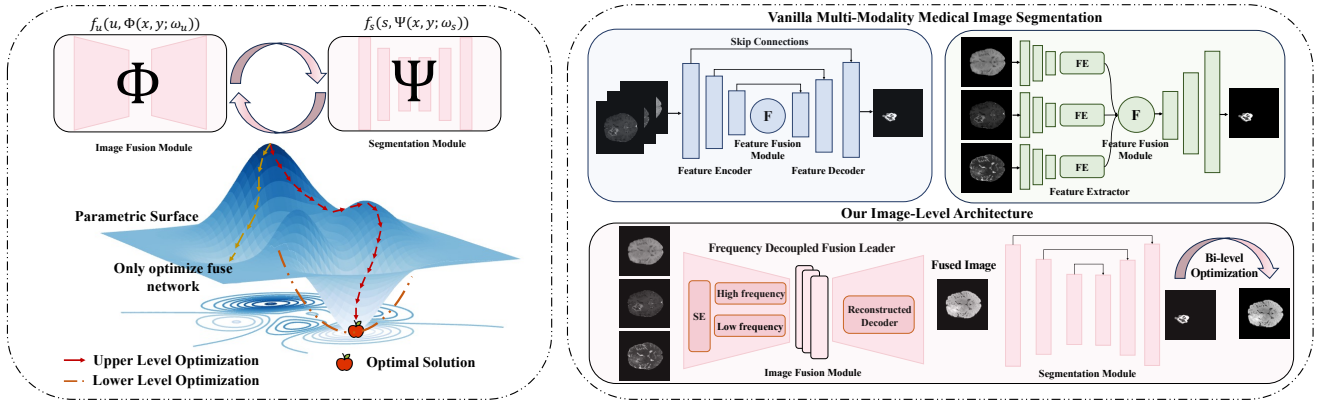 f_u(u, Φ(x, y; ω_u))
f_s(s, Ψ(x, y; ω_s))
Φ
Ψ
Image Fusion Module
Segmentation Module
Parametric Surface
Only optimize fuse
network
Upper Level Optimization
Lower Level Optimization
Optimal Solution
Vanilla Multi-Modality Medical Image Segmentation
Skip Connections
F
Feature Fusion
Module
Feature Encoder
Feature Decoder
FE
FE
FE
F
Feature Fusion
Module
Feature Extractor
Our Image-Level Architecture
Frequency Decoupled Fusion Leader
SE
High frequency
Low frequency
Reconstructed
Decoder
Image Fusion Module
Fused Image
Segmentation Module
Bi-level
Optimization